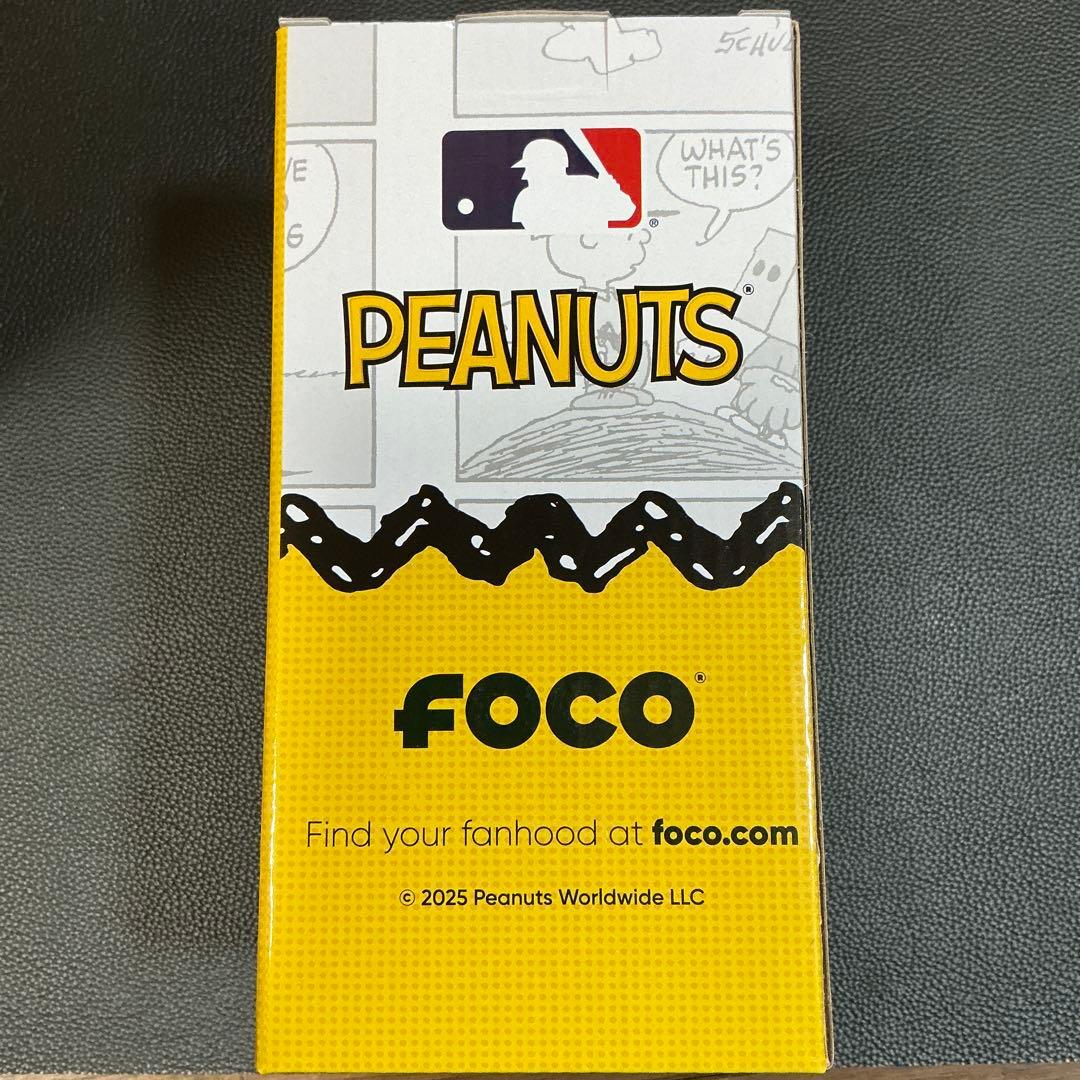 WHAT'S
THIS?
PEANUTS®
FOCO®
Find your fanhood at foco.com
© 2025 Peanuts Worldwide LLC